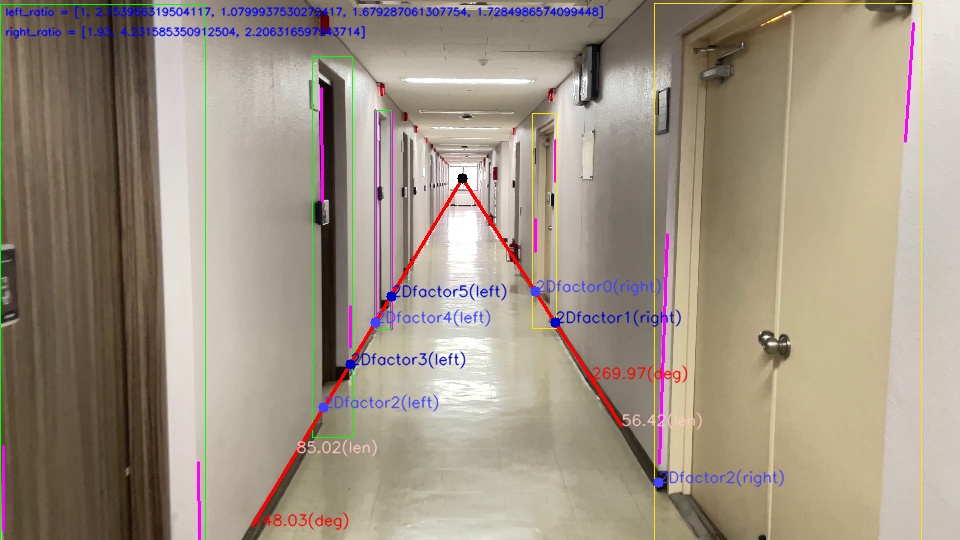 left_ratio = [1, 2.153986319504117, 1.0799937530279417, 1.679287061307754, 1.7284986574099448]
right_ratio = [1.93, 4.231585350912504, 2.206316597943714]
2Dfactor0(right)
2Dfactor5(left)
2Dfactor4(left)
2Dfactor1(right)
2Dfactor3(left)
269.97(deg)
2Dfactor2(left)
56.42(len)
85.02(len)
2Dfactor2(right)
48.03(deg)